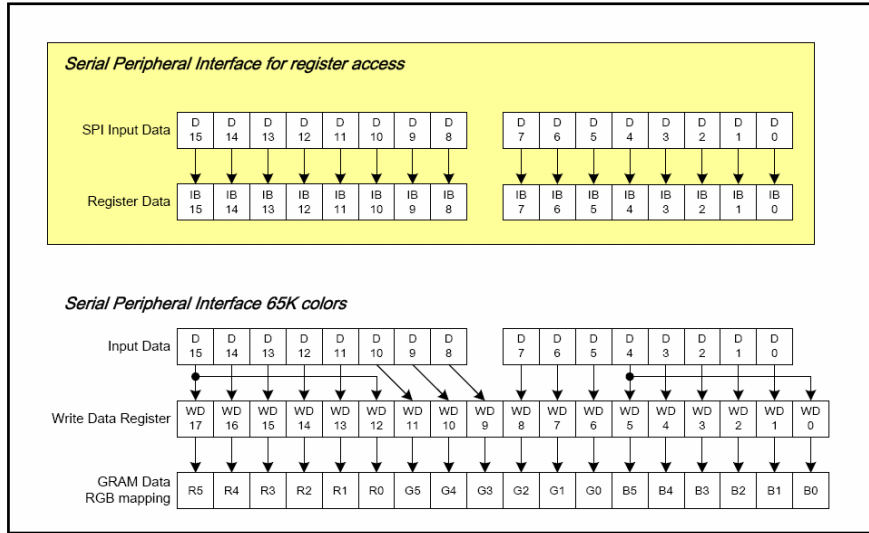 Serial Peripheral Interface for register access
SPI Input Data D 15 D 14 D 13 D 12 D 11 D 10 D 9 D 8 D 7 D 6 D 5 D 4 D 3 D 2 D 1 D 0
Register Data IB 15 IB 14 IB 13 IB 12 IB 11 IB 10 IB 9 IB 8 IB 7 IB 6 IB 5 IB 4 IB 3 IB 2 IB 1 IB 0
Serial Peripheral Interface 65K colors
Input Data D 15 D 14 D 13 D 12 D 11 D 10 D 9 D 8 D 7 D 6 D 5 D 4 D 3 D 2 D 1 D 0
Write Data Register WD 17 WD 16 WD 15 WD 14 WD 13 WD 12 WD 11 WD 10 WD 9 WD 8 WD 7 WD 6 WD 5 WD 4 WD 3 WD 2 WD 1 WD 0
GRAM Data
RGB mapping R5 R4 R3 R2 R1 R0 G5 G4 G3 G2 G1 G0 B5 B4 B3 B2 B1 B0